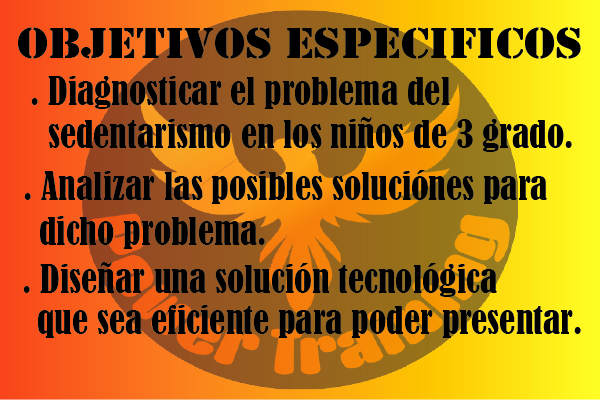 OBJETIVOS ESPECIFICOS
. Diagnosticar el problema del
sedentarismo en los niños de 3 grado.
. Analizar las posibles soluciónes para
dicho problema.
. Diseñar una solución tecnológica
que sea eficiente para poder presentar.
Power Training